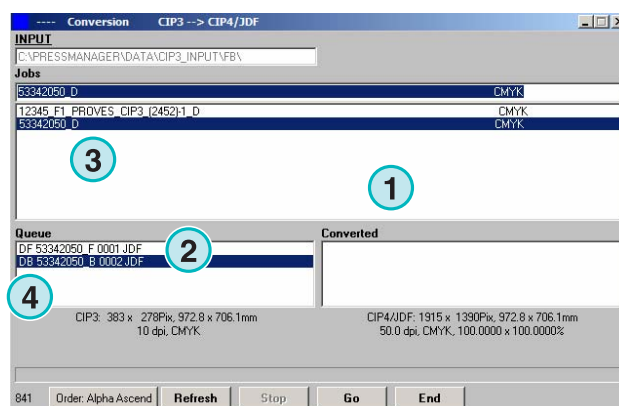 ---- Conversion CIP3 --> CIP4/JDF
INPUT
C:\PRESSMANAGER\DATA\CIP3_INPUT\FB\
Jobs
53342050_D CMYK
12345_F1_PROVES_CIP3_(2452)-1_D CMYK
53342050_D CMYK
3
1
Queue Converted
DF 53342050_F 0001 JDF
2
DB 53342050_B 0002 JDF
4
CIP3: 383 x 278Pix, 972.8 x 706.1mm CIP4/JDF: 1915 x 1390Pix, 972.8 x 706.1mm
10 dpi, CMYK 50.0 dpi, CMYK, 100.0000 x 100.0000%
841 Order: Alpha Ascend Refresh Stop Go End